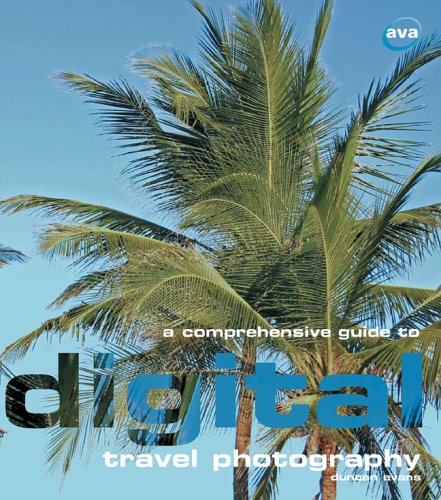 ava
a comprehensive guide to
digital
travel photography
duncan evans